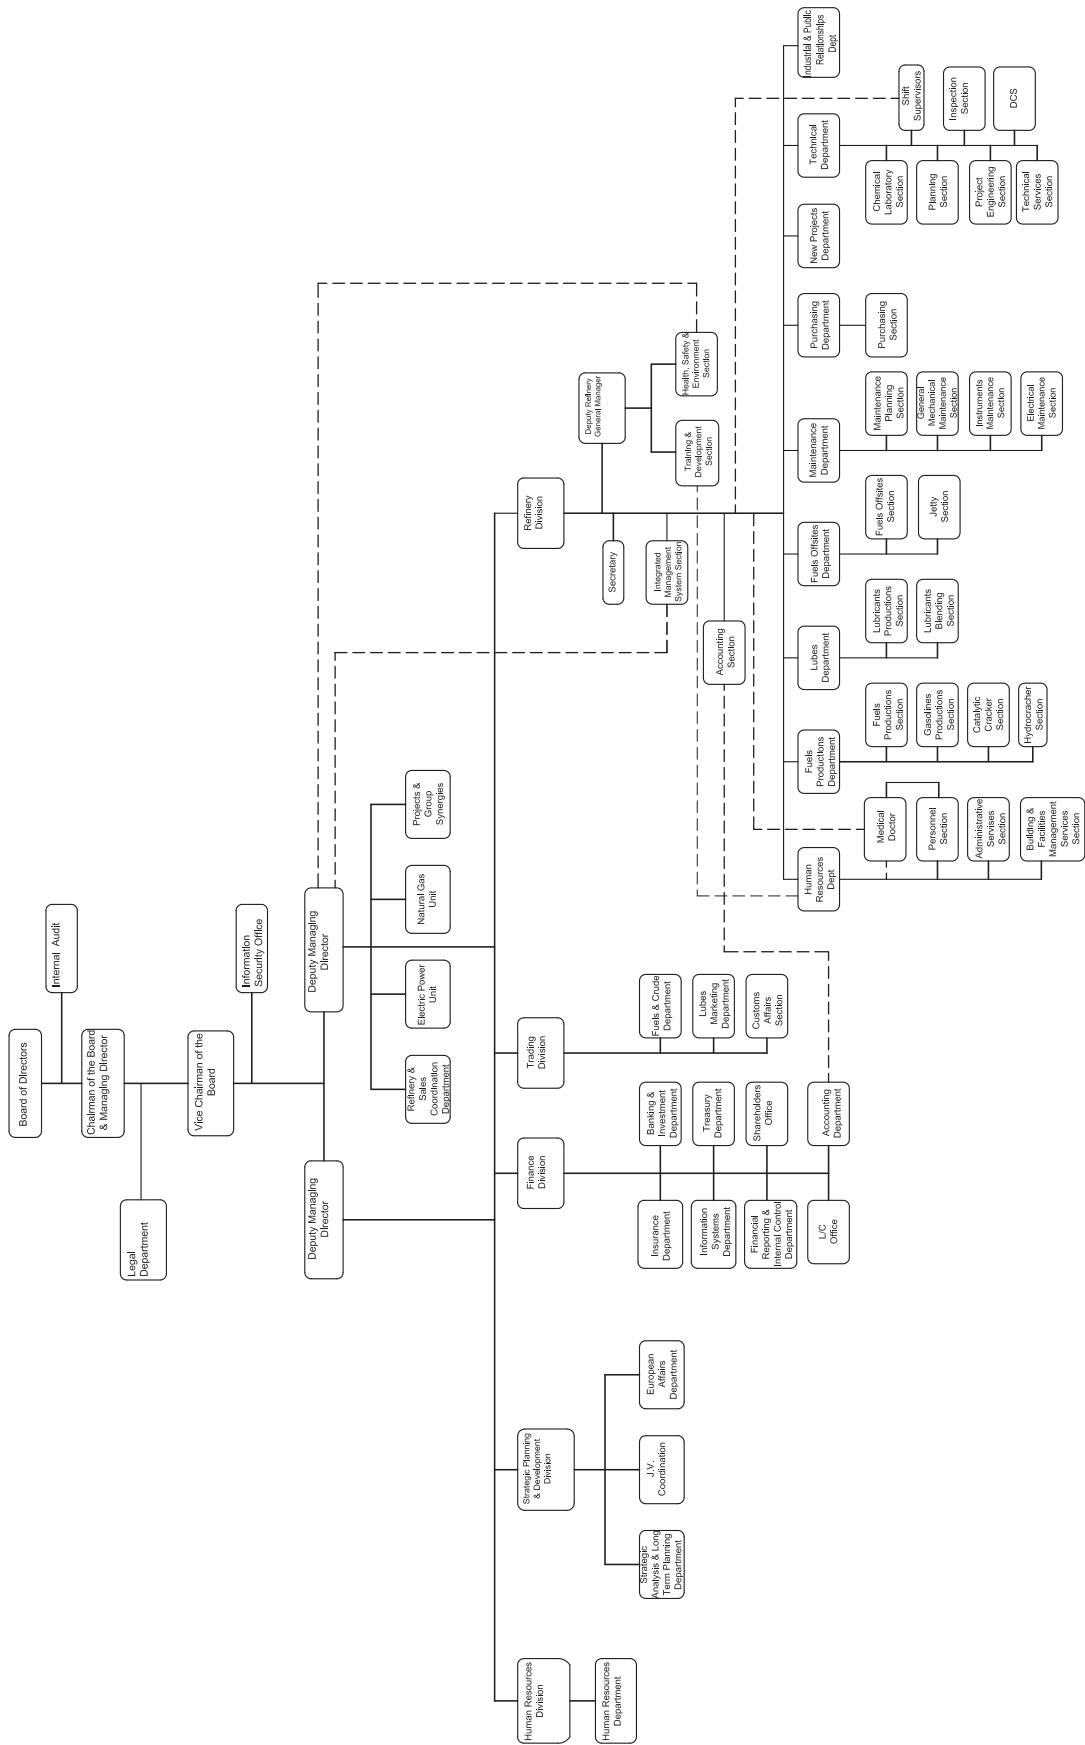 Board of Directors
Internal Audit
Chairman of the Board
& Managing Director
Legal
Department
Vice Chairman of the
Board
Information
Security Office
Deputy Managing
Director
Deputy Managing
Director
Refinery &
Sales
Coordination
Department
Electric Power
Unit
Natural Gas
Unit
Projects &
Group
Synergies
Human Resources
Division
Human Resources
Department
Strategic Planning
& Development
Division
Strategic
Analysis & Long
Term Planning
Department
J.V.
Coordination
European
Affairs
Department
Finance
Division
Insurance
Department
Banking &
Investment
Department
Information
Systems
Department
Treasury
Department
Financial
Reporting &
Internal Control
Department
Shareholders
Office
L/C
Office
Accounting
Department
Trading
Division
Fuels & Crude
Department
Lubes
Marketing
Department
Customs
Affairs
Section
Refinery
Division
Deputy Refinery
General Manager
Secretary
Training &
Development
Section
Health, Safety &
Environment
Section
Integrated
Management
System Section
Accounting
Section
Human
Resources
Dept
Medical
Doctor
Personnel
Section
Administrative
Servises
Section
Building &
Facilities
Management
Services
Section
Fuels
Productions
Department
Fuels
Productions
Section
Gasolines
Productions
Section
Catalytic
Cracker
Section
Hydrocracher
Section
Lubes
Department
Lubricants
Productions
Section
Lubricants
Blending
Section
Fuels Offsites
Department
Fuels Offsites
Section
Jetty
Section
Maintenance
Department
Maintenance
Planning
Section
General
Mechanical
Maintenance
Section
Instruments
Maintenance
Section
Electrical
Maintenance
Section
Purchasing
Department
Purchasing
Section
New Projects
Department
Technical
Department
Chemical
Laboratory
Section
Shift
Supervisors
Planning
Section
Inspection
Section
Project
Engineering
Section
DCS
Technical
Services
Section
Industrial & Public
Relationships
Dept